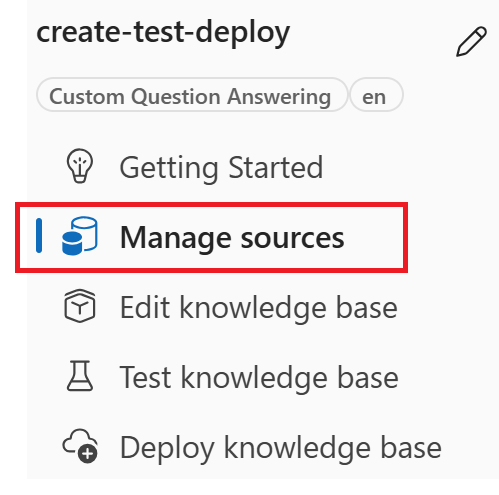 create-test-deploy
Custom Question Answering en
Getting Started
Manage sources
Edit knowledge base
Test knowledge base
Deploy knowledge base